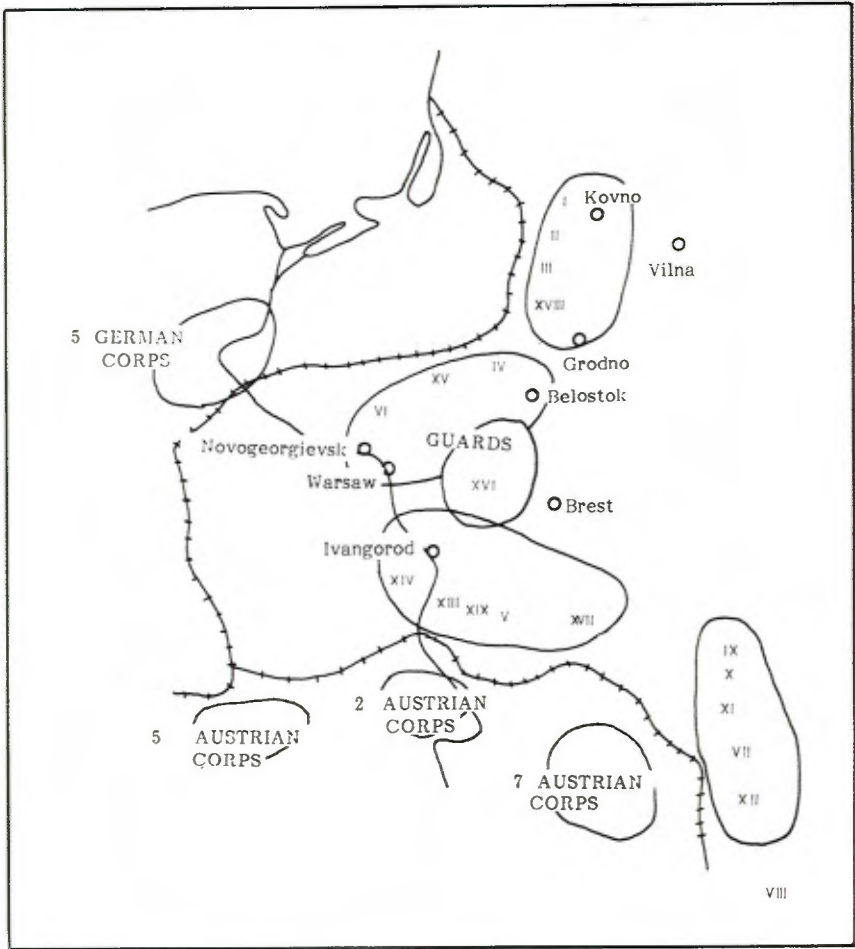 Kovno
I
II
Vilna
III
XVIII
5 GERMAN
CORPS
Grodno
IV
XV
Belostok
VI
GUARDS
Novogeorgievsk
Warsaw
XVI
Brest
Ivangorod
XIV
XIII
XIX
V
XVII
IX
X
2 AUSTRIAN
CORPS
XI
5 AUSTRIAN
CORPS
VII
7 AUSTRIAN
CORPS
XII
VIII